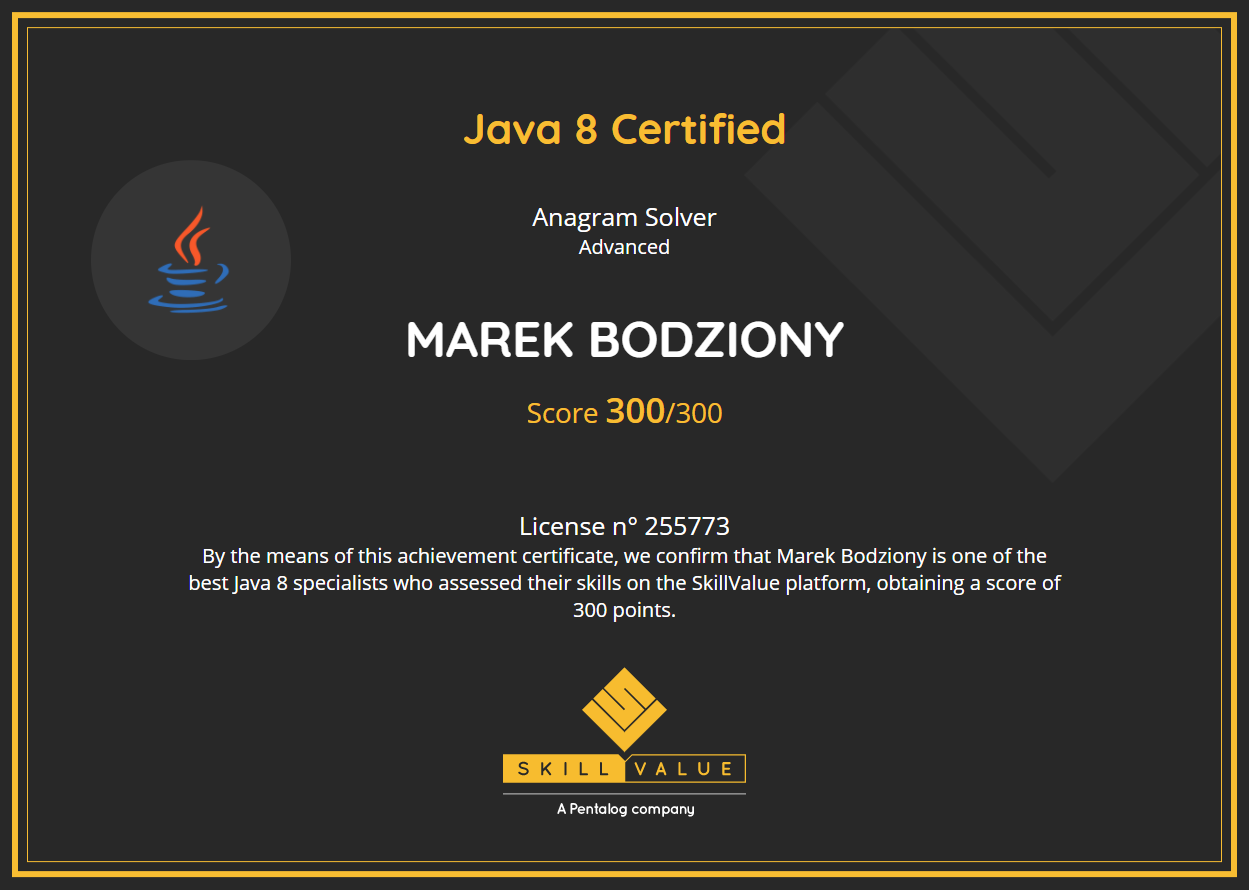 Java 8 Certified
Anagram Solver
Advanced
MAREK BODZIONY
Score 300/300
License n° 255773
By the means of this achievement certificate, we confirm that Marek Bodziony is one of the
best Java 8 specialists who assessed their skills on the SkillValue platform, obtaining a score of
300 points.
SKILL VALUE
A Pentalog company